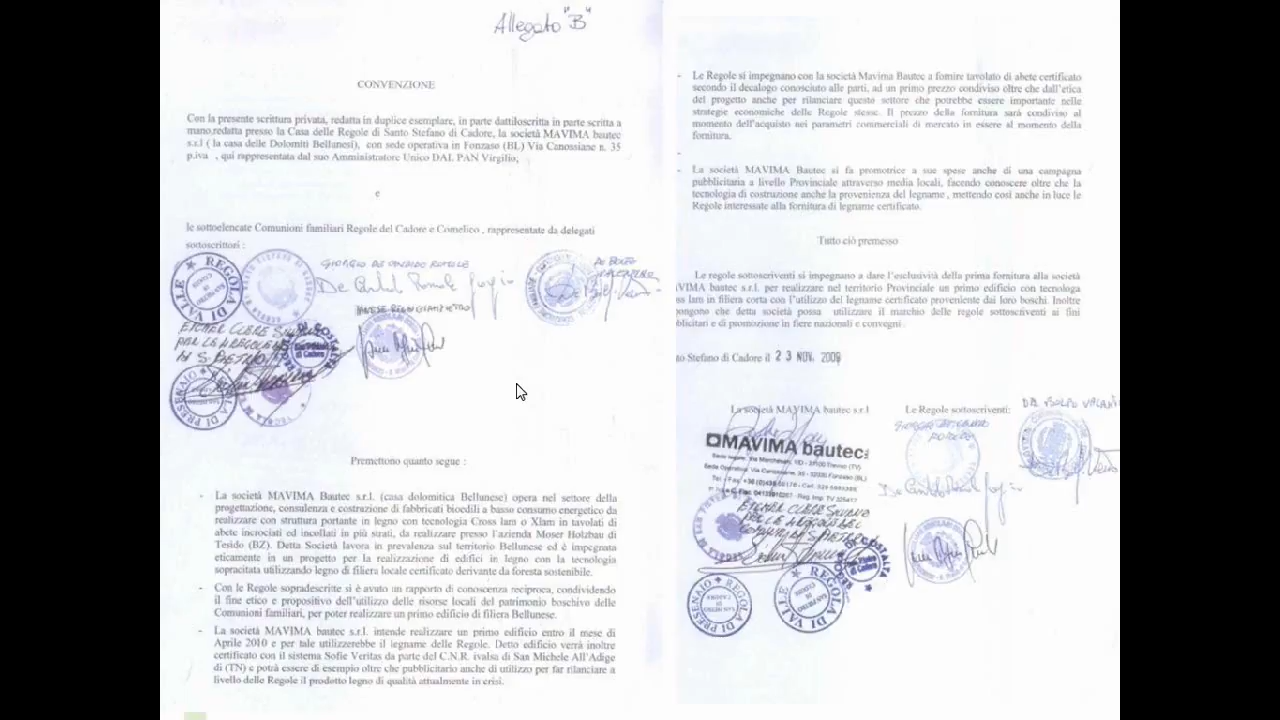 Allegato "B"
CONVENZIONE
Con la presente scrittura privata, redatta in duplice esemplare, in parte dattiloscritta in parte scritta a
mano,redatta presso la Casa delle Regole di Santo Stefano di Cadore, la società MAVIMA bautec
s.r.l ( la casa delle Dolomiti Bellunesi), con sede operativa in Fonzaso (BL) Via Canossiane n. 35
p.iva , qui rappresentata dal suo Amministratore Unico DAL PAN Virgilio;
e
le sottoelencate Comunioni familiari Regole del Cadore e Comelico , rappresentate da delegati
sottoscrittori :
REGOLA DI VALLE
REGOLA DI PRESENAIO
Premettono quanto segue :
- La società MAVIMA Bautec s.r.l. (casa dolomitica Bellunese) opera nel settore della
progettazione, consulenza e costruzione di fabbricati bioedili a basso consumo energetico da
realizzare con struttura portante in legno con tecnologia Cross lam o Xlam in tavolati di
abete incrociati ed incollati in più strati, da realizzare presso l'azienda Moser Holzbau di
Tesido (BZ). Detta Società lavora in prevalenza sul territorio Bellunese ed è impegnata
eticamente in un progetto per la realizzazione di edifici in legno con la tecnologia
sopracitata utilizzando legno di filiera locale certificato derivante da foresta sostenibile.
- Con le Regole sopradescritte si è avuto un rapporto di conoscenza reciproca, condividendo
il fine etico e propositivo dell'utilizzo delle risorse locali del patrimonio boschivo delle
Comunioni familiari, per poter realizzare un primo edificio di filiera Bellunese.
- La società MAVIMA bautec s.r.l. intende realizzare un primo edificio entro il mese di
Aprile 2010 e per tale utilizzerebbe il legname delle Regole. Detto edificio verrà inoltre
certificato con il sistema Sofie Veritas da parte del C.N.R. ivalsa di San Michele All'Adige
di (TN) e potrà essere di esempio oltre che pubblicitario anche di utilizzo per far rilanciare a
livello delle Regole il prodotto legno di qualità attualmente in crisi.
- Le Regole si impegnano con la società Mavima Bautec a fornire tavolato di abete certificato
secondo il decalogo conosciuto alle parti, ad un primo prezzo condiviso oltre che dall'etica
del progetto anche per rilanciare questo settore che potrebbe essere importante nelle
strategie economiche delle Regole stesse. Il prezzo della fornitura sarà condiviso al
momento dell'acquisto nei parametri commerciali di mercato in essere al momento della
fornitura.
-
- La società MAVIMA Bautec si fa promotrice a sue spese anche di una campagna
pubblicitaria a livello Provinciale attraverso media locali, facendo conoscere oltre che la
tecnologia di costruzione anche la provenienza del legname , mettendo così anche in luce le
Regole interessate alla fornitura di legname certificato.
Tutto ciò premesso
Le regole sottoscriventi si impegnano a dare l'esclusività della prima fornitura alla società
VIMA bautec s.r.l. per realizzare nel territorio Provinciale un primo edificio con tecnologa
ss lam in filiera corta con l'utilizzo del legname certificato proveniente dai loro boschi. Inoltre
pongono che detta società possa utilizzare il marchio delle regole sottoscriventi ai fini
blicitari e di promozione in fiere nazionali e convegni .
to Stefano di Cadore il 23 NOV. 2009
La società MAVIMA bautec s.r.l Le Regole sottoscriventi:
MAVIMA bautec
REGOLA DI PRESENAIO
REGOLA DI VALLE